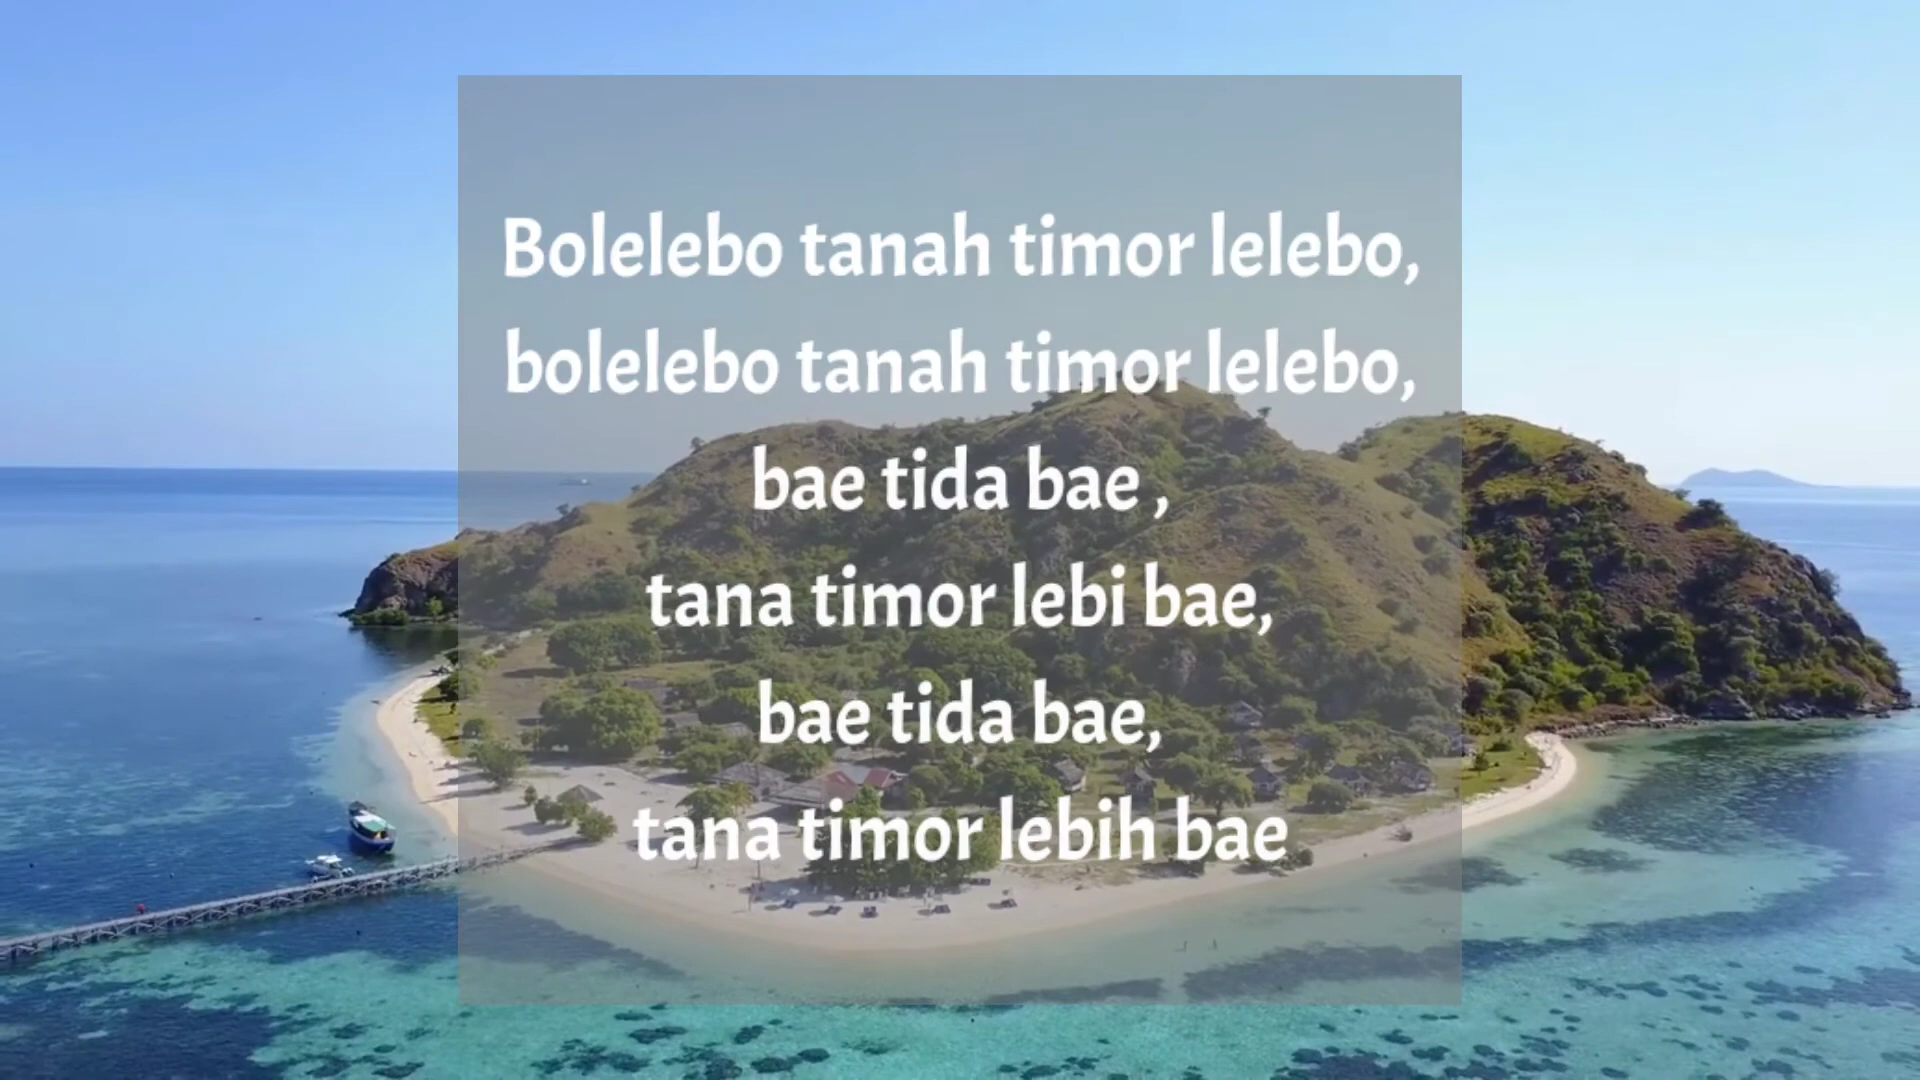 Bolelebo tanah timor lelebo,
bolelebo tanah timor lelebo,
bae tida bae ,
tana timor lebi bae,
bae tida bae,
tana timor lebih bae